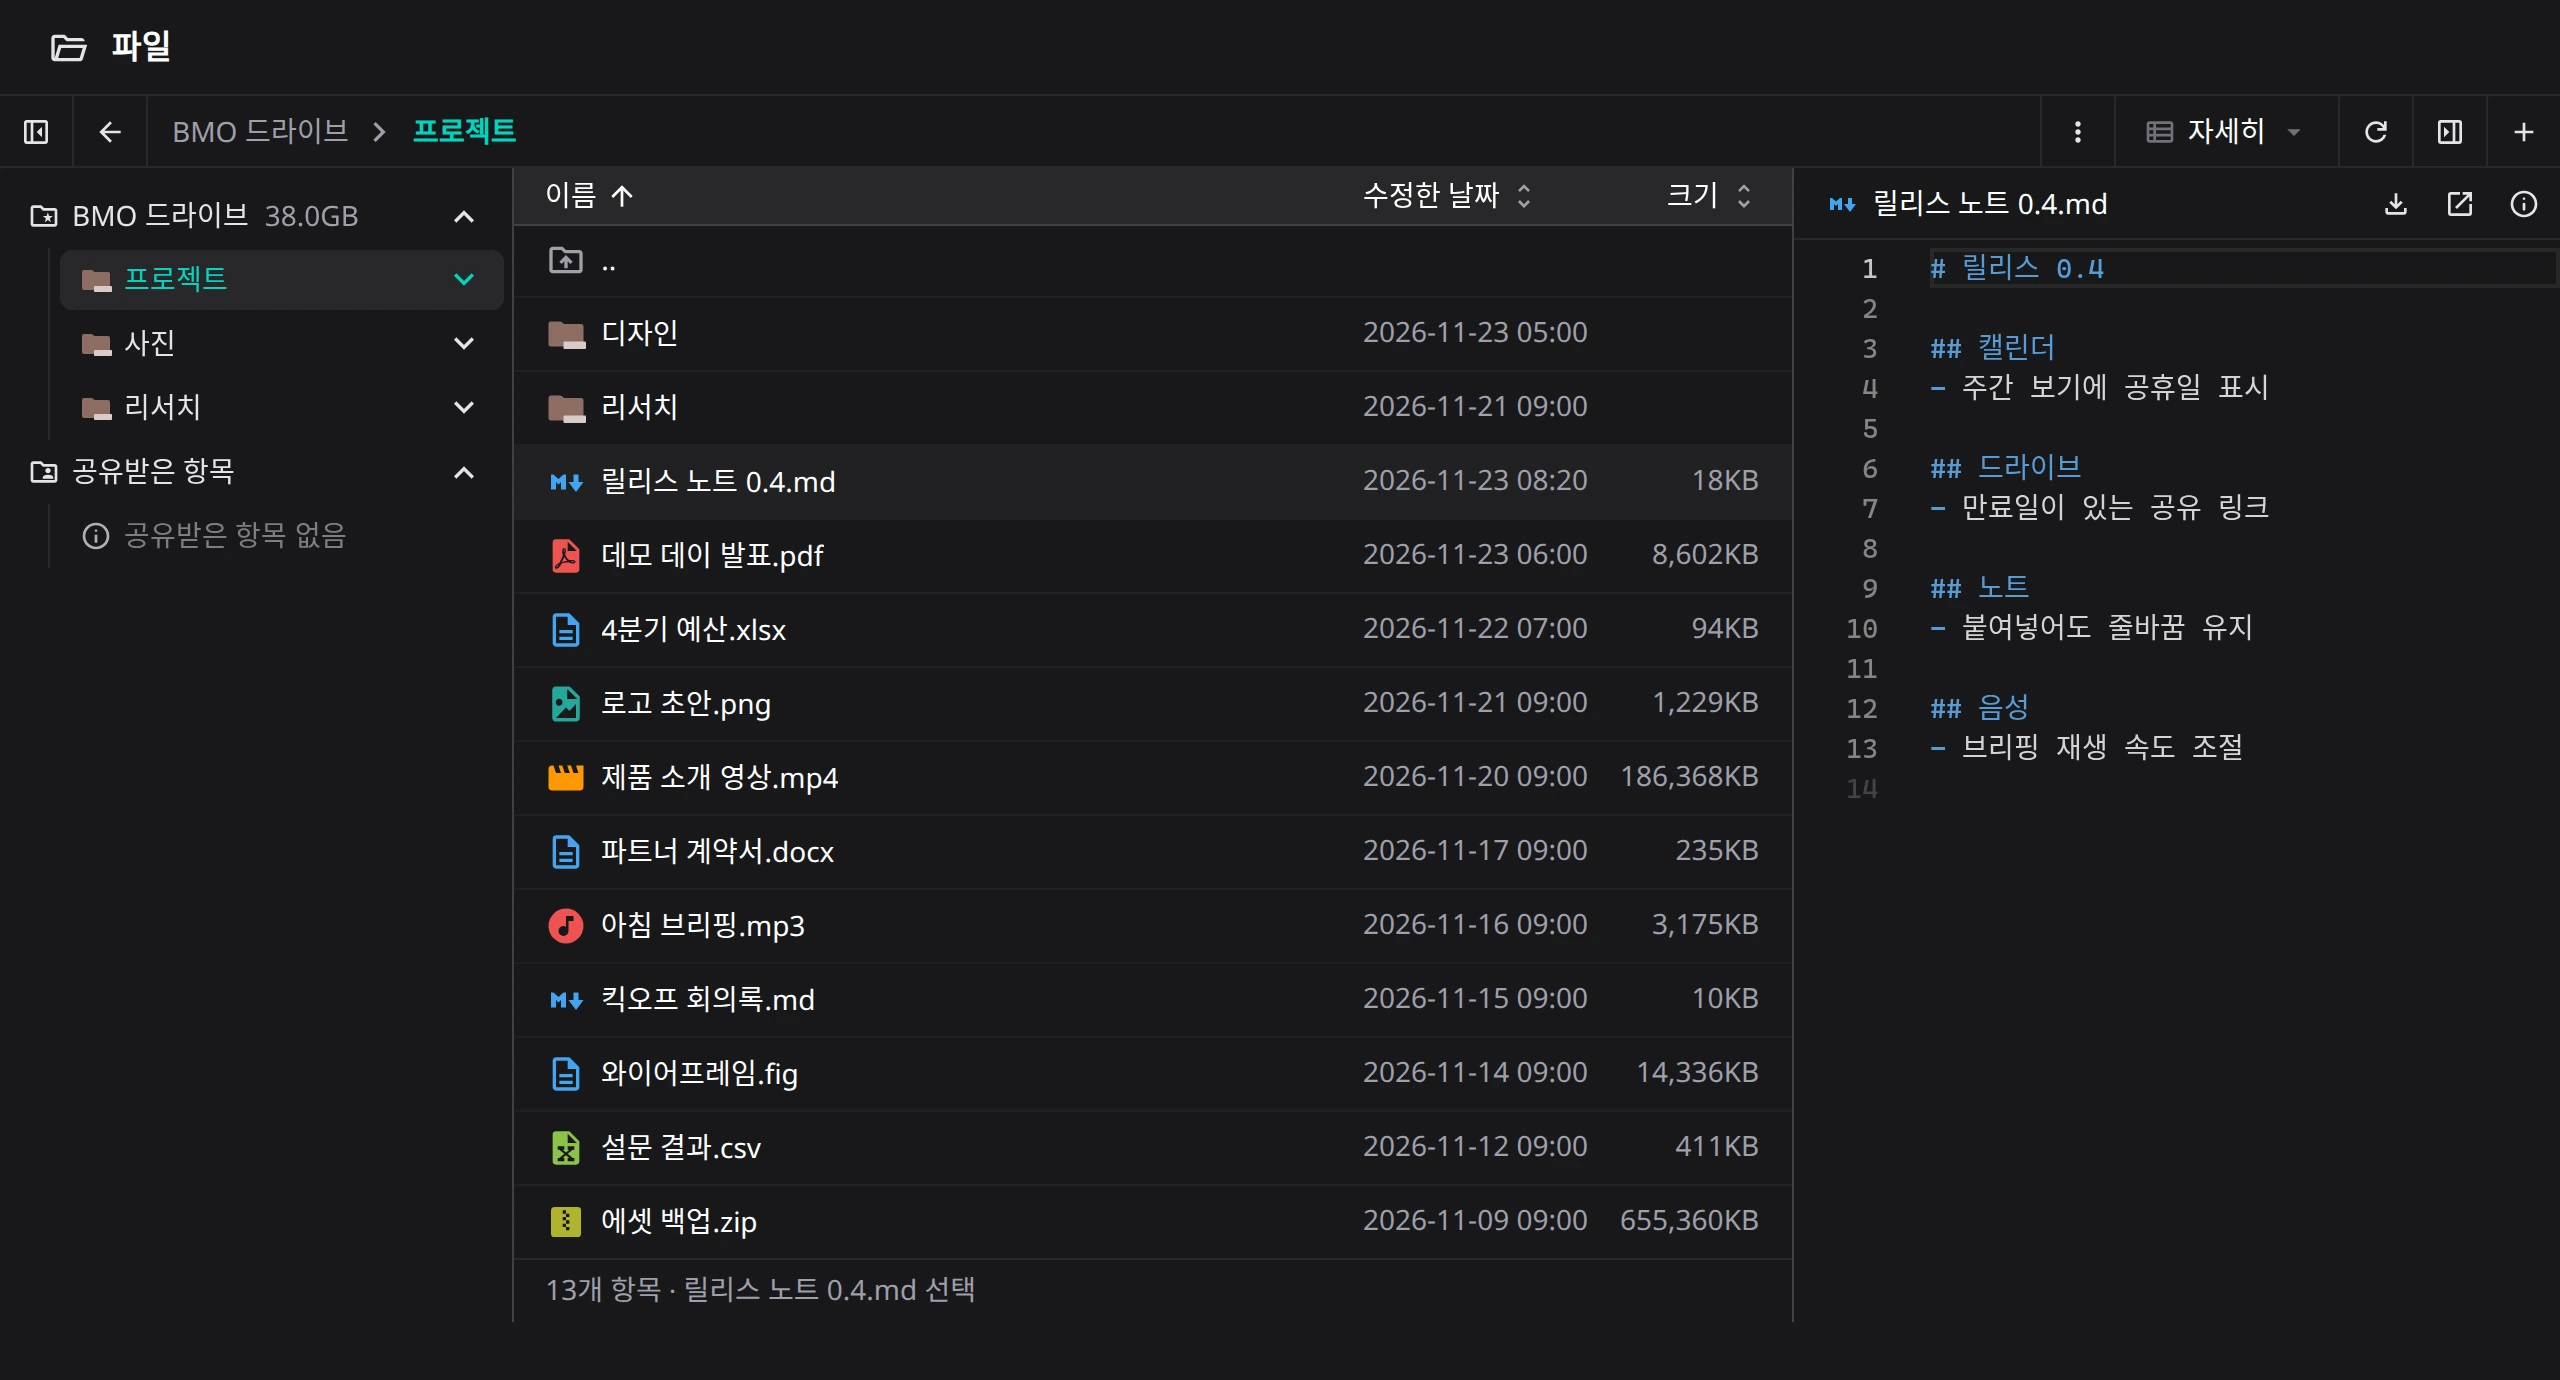 파일
BMO 드라이브 > 프로젝트
자세히
BMO 드라이브 38.0GB
프로젝트
사진
리서치
공유받은 항목
공유받은 항목 없음
이름 수정한 날짜 크기
..
디자인 2026-11-23 05:00
리서치 2026-11-21 09:00
릴리스 노트 0.4.md 2026-11-23 08:20 18KB
데모 데이 발표.pdf 2026-11-23 06:00 8,602KB
4분기 예산.xlsx 2026-11-22 07:00 94KB
로고 초안.png 2026-11-21 09:00 1,229KB
제품 소개 영상.mp4 2026-11-20 09:00 186,368KB
파트너 계약서.docx 2026-11-17 09:00 235KB
아침 브리핑.mp3 2026-11-16 09:00 3,175KB
킥오프 회의록.md 2026-11-15 09:00 10KB
와이어프레임.fig 2026-11-14 09:00 14,336KB
설문 결과.csv 2026-11-12 09:00 411KB
에셋 백업.zip 2026-11-09 09:00 655,360KB
13개 항목 · 릴리스 노트 0.4.md 선택
릴리스 노트 0.4.md
1 # 릴리스 0.4
2
3 ## 캘린더
4 - 주간 보기에 공휴일 표시
5
6 ## 드라이브
7 - 만료일이 있는 공유 링크
8
9 ## 노트
10 - 붙여넣어도 줄바꿈 유지
11
12 ## 음성
13 - 브리핑 재생 속도 조절
14